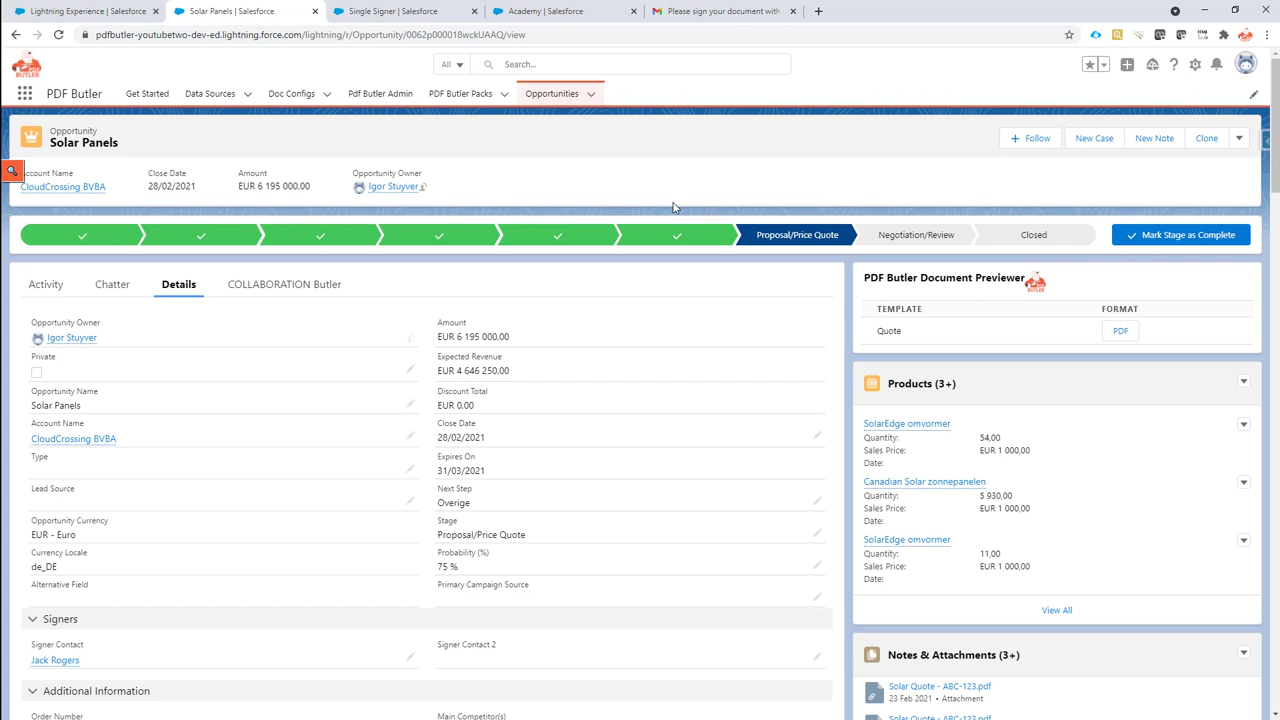 Lightning Experience | Salesforce
Solar Panels | Salesforce
Single Signer | Salesforce
Academy | Salesforce
Please sign your document with
pdfbutler-youtubetwo-dev-ed.lightning.force.com/lightning/r/Opportunity/0062p000018wckUAAQ/view
BUTLER
All
Search...
PDF Butler
Get Started
Data Sources
Doc Configs
Pdf Butler Admin
PDF Butler Packs
Opportunities
Opportunity
Solar Panels
Follow
New Case
New Note
Clone
ccount Name
Close Date
Amount
Opportunity Owner
CloudCrossing BVBA
28/02/2021
EUR 6 195 000,00
Igor Stuyver
Proposal/Price Quote
Negotiation/Review
Closed
Mark Stage as Complete
Activity
Chatter
Details
COLLABORATION Butler
Opportunity Owner
Igor Stuyver
Amount
EUR 6 195 000,00
Private
Expected Revenue
EUR 4 646 250,00
Opportunity Name
Solar Panels
Discount Total
EUR 0,00
Account Name
CloudCrossing BVBA
Close Date
28/02/2021
Type
Expires On
31/03/2021
Lead Source
Next Step
Overige
Opportunity Currency
EUR - Euro
Stage
Proposal/Price Quote
Currency Locale
de_DE
Probability (%)
75 %
Alternative Field
Primary Campaign Source
Signers
Signer Contact
Jack Rogers
Signer Contact 2
Additional Information
Order Number
Main Competitor(s)
PDF Butler Document Previewer
TEMPLATE
FORMAT
Quote
PDF
Products (3+)
SolarEdge omvormer
Quantity: 54,00
Sales Price: EUR 1 000,00
Date:
Canadian Solar zonnepanelen
Quantity: 5 930,00
Sales Price: EUR 1 000,00
Date:
SolarEdge omvormer
Quantity: 11,00
Sales Price: EUR 1 000,00
Date:
View All
Notes & Attachments (3+)
Solar Quote - ABC-123.pdf
23 Feb 2021 • Attachment
Solar Quote - ABC-123.pdf